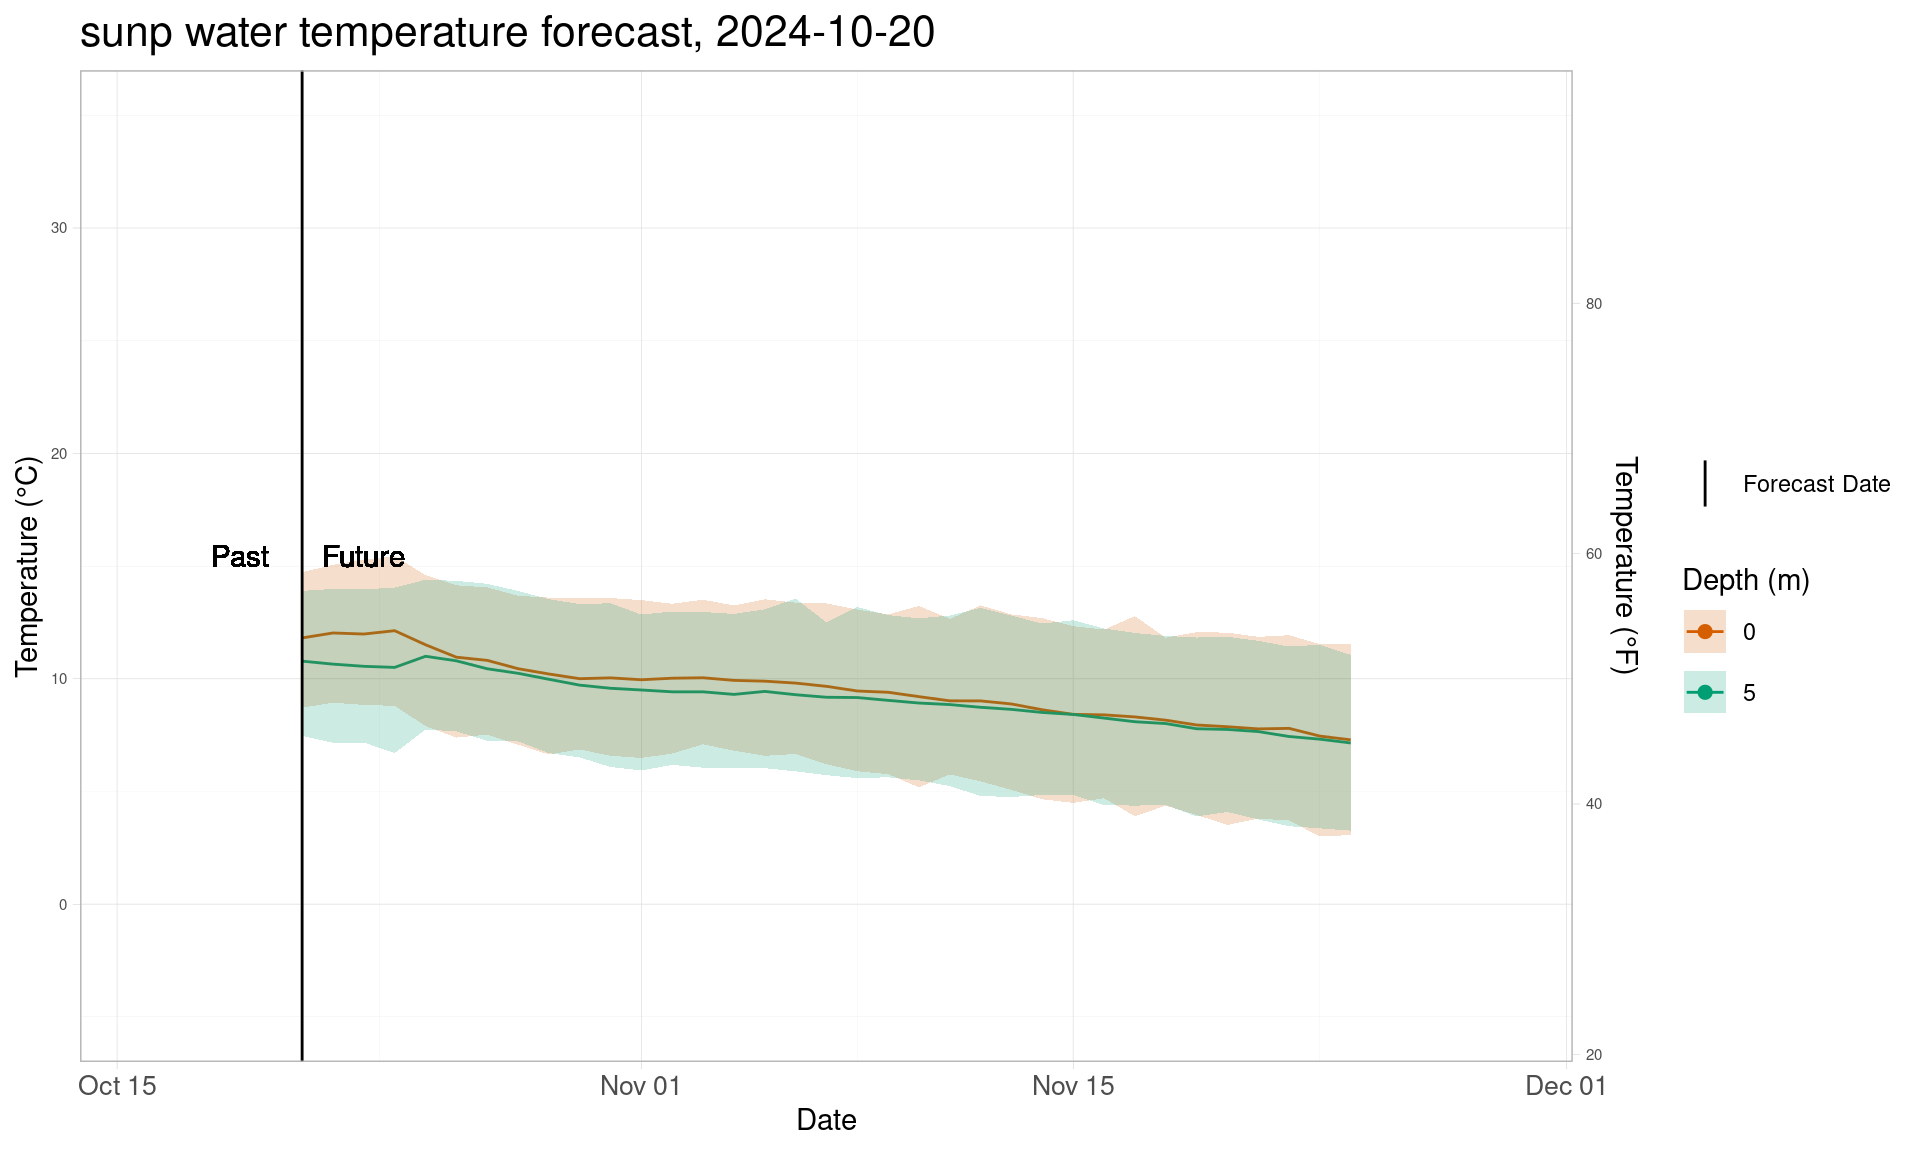 sunp water temperature forecast, 2024-10-20
30
20
10
0
80
60
40
20
Temperature (°C)
Temperature (°F)
Past
Future
Oct 15
Nov 01
Nov 15
Dec 01
Date
Forecast Date
Depth (m)
0
5